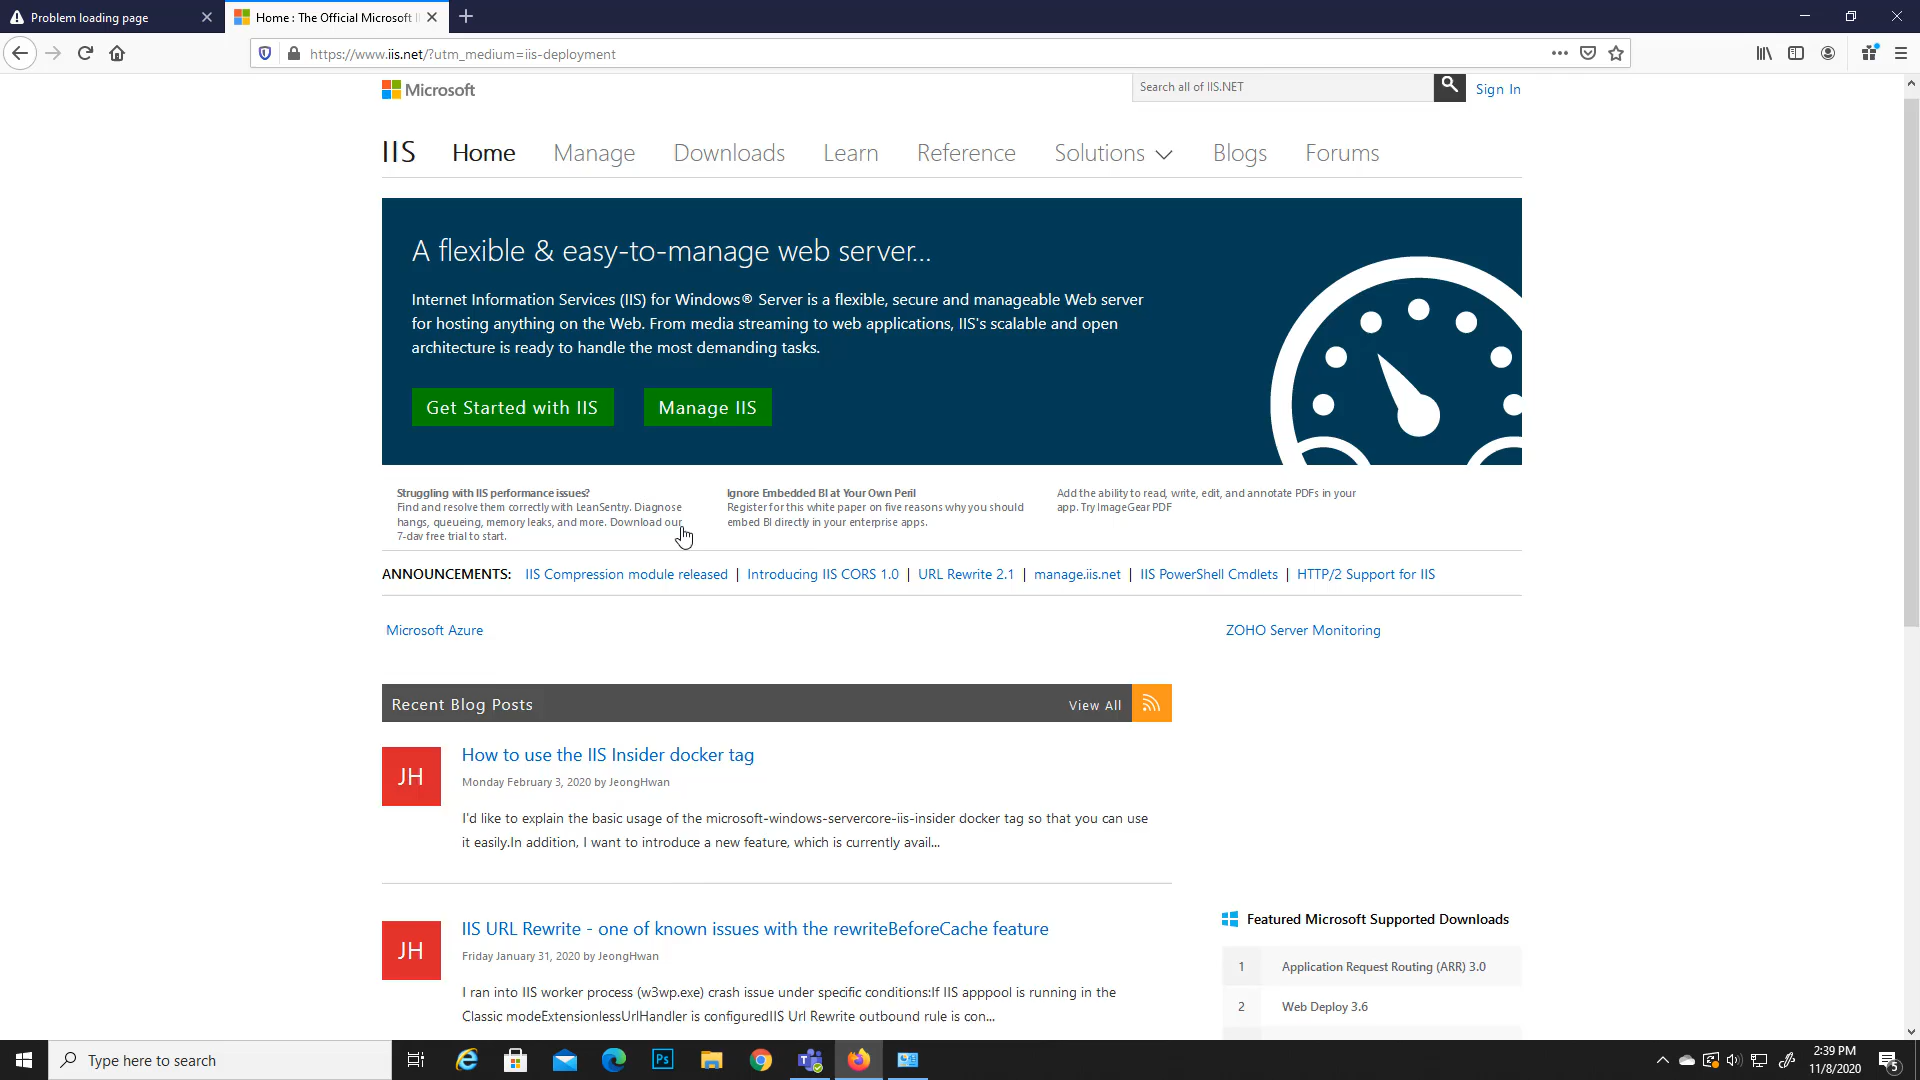 Problem loading page
Home : The Official Microsoft I
https://www.iis.net/?utm_medium=iis-deployment
Microsoft
Search all of IIS.NET
Sign In
IIS Home Manage Downloads Learn Reference Solutions Blogs Forums
A flexible & easy-to-manage web server...
Internet Information Services (IIS) for Windows® Server is a flexible, secure and manageable Web server
for hosting anything on the Web. From media streaming to web applications, IIS's scalable and open
architecture is ready to handle the most demanding tasks.
Get Started with IIS
Manage IIS
Struggling with IIS performance issues?
Find and resolve them correctly with LeanSentry. Diagnose
hangs, queueing, memory leaks, and more. Download our
7-day free trial to start.
Ignore Embedded BI at Your Own Peril
Register for this white paper on five reasons why you should
embed BI directly in your enterprise apps.
Add the ability to read, write, edit, and annotate PDFs in your
app. Try ImageGear PDF
ANNOUNCEMENTS: IIS Compression module released | Introducing IIS CORS 1.0 | URL Rewrite 2.1 | manage.iis.net | IIS PowerShell Cmdlets | HTTP/2 Support for IIS
Microsoft Azure
ZOHO Server Monitoring
Recent Blog Posts
View All
JH
How to use the IIS Insider docker tag
Monday February 3, 2020 by JeongHwan
I'd like to explain the basic usage of the microsoft-windows-servercore-iis-insider docker tag so that you can use
it easily.In addition, I want to introduce a new feature, which is currently avail...
JH
IIS URL Rewrite - one of known issues with the rewriteBeforeCache feature
Friday January 31, 2020 by JeongHwan
I ran into IIS worker process (w3wp.exe) crash issue under specific conditions:If IIS apppool is running in the
Classic modeExtensionlessUrlHandler is configuredIIS Url Rewrite outbound rule is con...
Featured Microsoft Supported Downloads
1 Application Request Routing (ARR) 3.0
2 Web Deploy 3.6
Type here to search
Ps
2:39 PM
11/8/2020
5